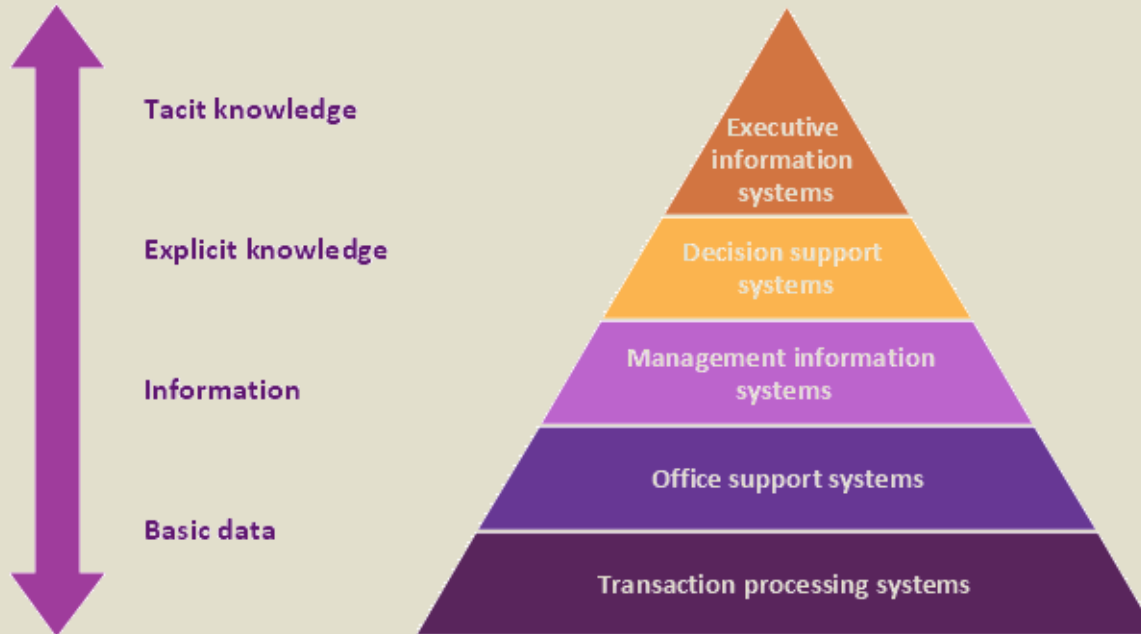 Tacit knowledge
Explicit knowledge
Information
Basic data
Executive
information
systems
Decision support
systems
Management information
systems
Office support systems
Transaction processing systems